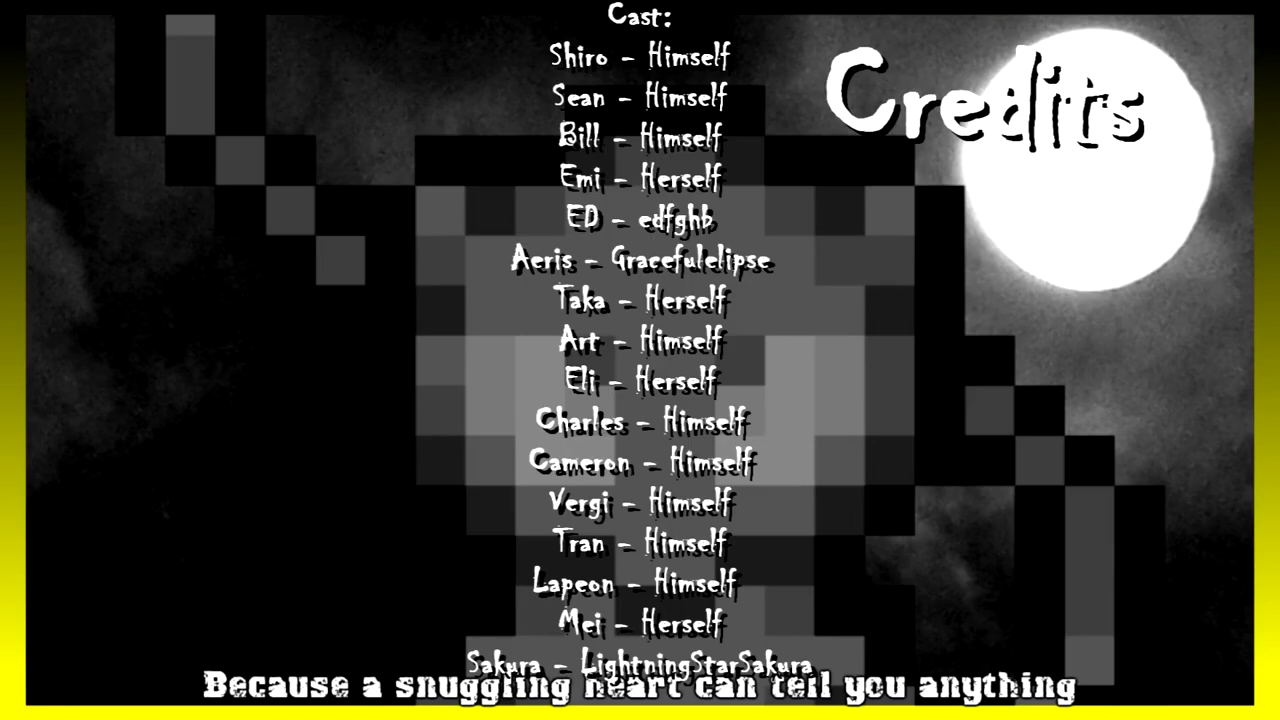 Cast:
Credits
Shiro - Himself
Sean - Himself
Bill - Himself
Emi - Herself
ED - edfghb
Aeris - Gracefulelipse
Taka - Herself
Art - Himself
Eli - Herself
Charles - Himself
Cameron - Himself
Vergi - Himself
Tran - Himself
Lapeon - Himself
Mei - Herself
Sakura - LightningStarSakura
Because a snuggling heart can tell you anything